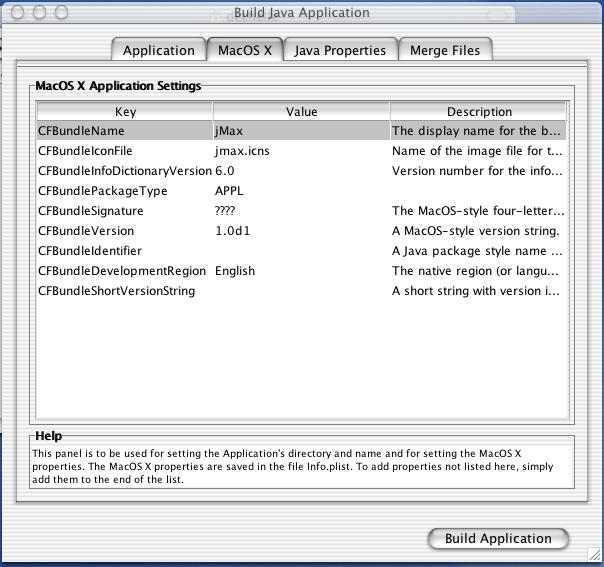 Build Java Application
Application MacOS X Java Properties Merge Files
MacOS X Application Settings
Key Value Description
CFBundleName jMax The display name for the b...
CFBundleIconFile jmax.icns Name of the image file for t...
CFBundleInfoDictionaryVersion 6.0 Version number for the info...
CFBundlePackageType APPL
CFBundleSignature ???? The MacOS-style four-letter...
CFBundleVersion 1.0d1 A MacOS-style version string.
CFBundleIdentifier A Java package style name ...
CFBundleDevelopmentRegion English The native region (or langu...
CFBundleShortVersionString A short string with version i...
Help
This panel is to be used for setting the Application's directory and name and for setting the MacOS X
properties. The MacOS X properties are saved in the file Info.plist. To add properties not listed here, simply
add them to the end of the list.
Build Application